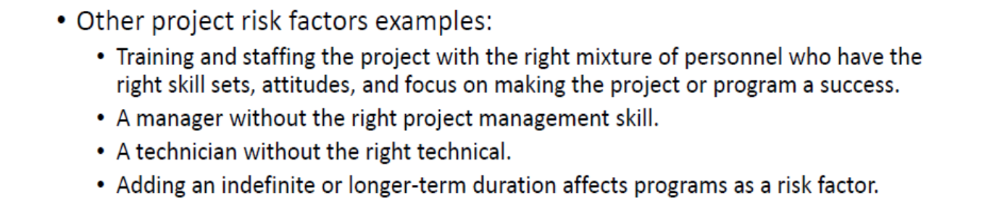 • Other project risk factors examples:
• Training and staffing the project with the right mixture of personnel who have the
right skill sets, attitudes, and focus on making the project or program a success.
• A manager without the right project management skill.
• A technician without the right technical.
• Adding an indefinite or longer-term duration affects programs as a risk factor.